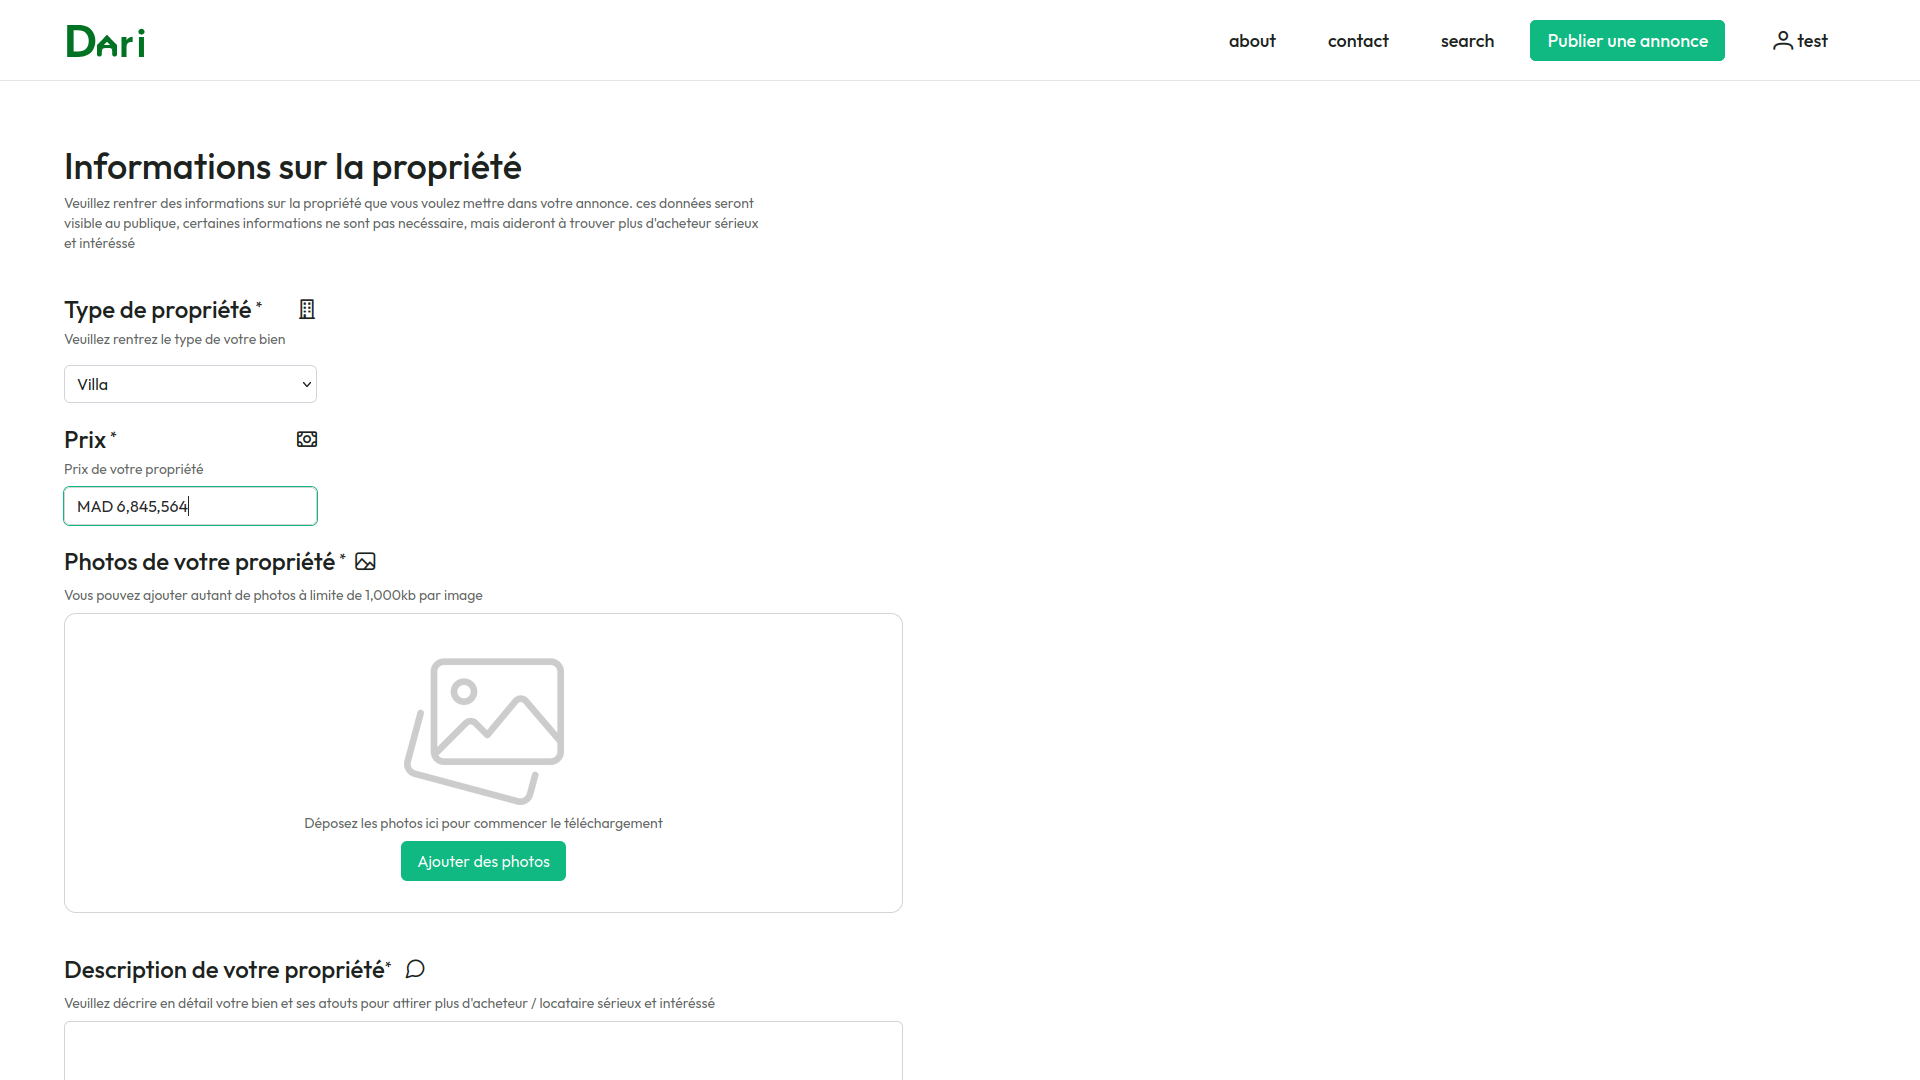 Dari
about
contact
search
Publier une annonce
test
Informations sur la propriété
Veuillez rentrer des informations sur la propriété que vous voulez mettre dans votre annonce. ces données seront
visible au publique, certaines informations ne sont pas necéssaire, mais aideront à trouver plus d'acheteur sérieux
et intéréssé
Type de propriété *
Veuillez rentrez le type de votre bien
Villa
Prix *
Prix de votre propriété
MAD 6,845,564
Photos de votre propriété *
Vous pouvez ajouter autant de photos à limite de 1,000kb par image
Déposez les photos ici pour commencer le téléchargement
Ajouter des photos
Description de votre propriété*
Veuillez décrire en détail votre bien et ses atouts pour attirer plus d'acheteur / locataire sérieux et intéréssé